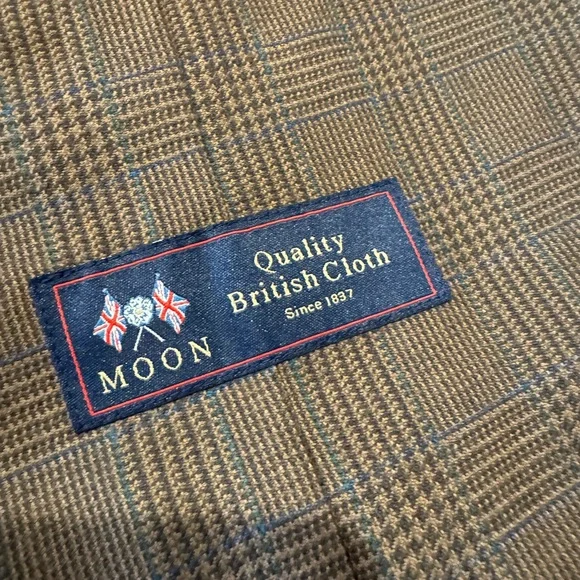 MOON
Quality
British Cloth
Since 1837